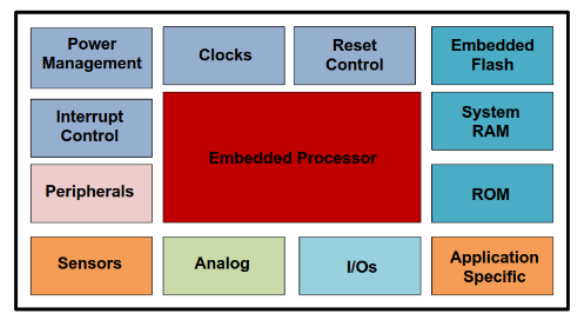 Power
Management
Clocks
Reset
Control
Embedded
Flash
Interrupt
Control
Embedded Processor
System
RAM
Peripherals
ROM
Sensors
Analog
I/Os
Application
Specific